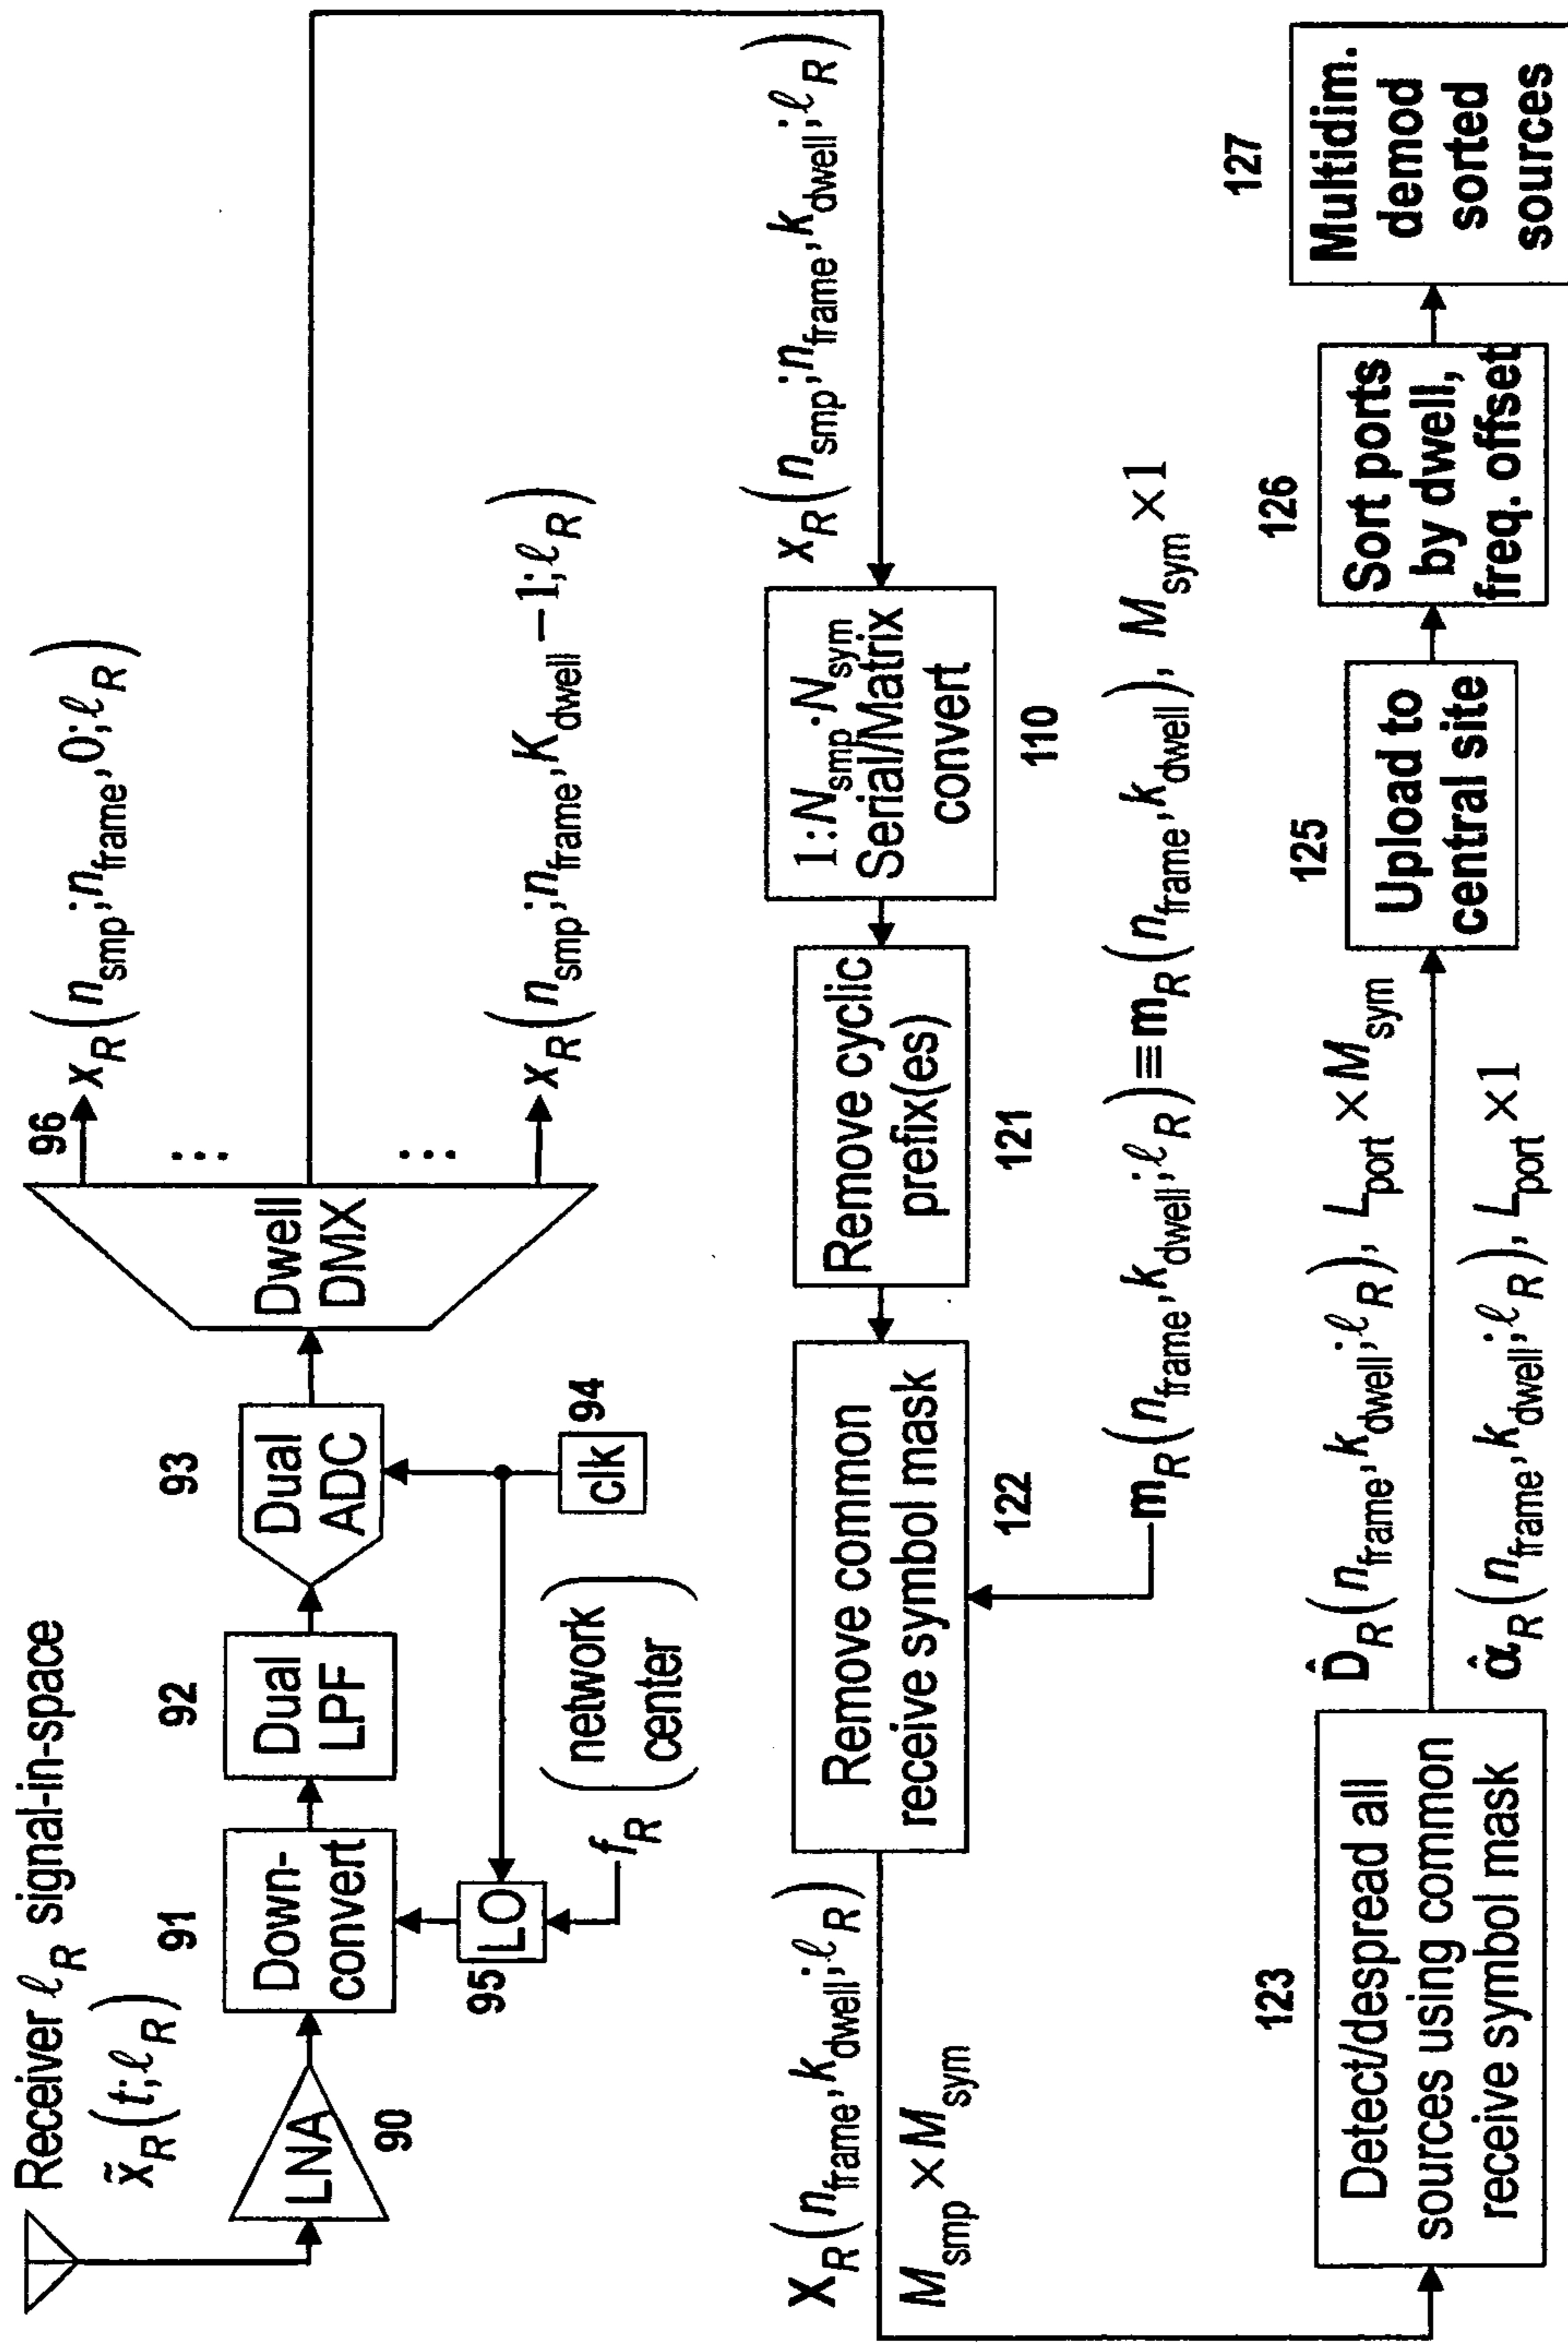 Receiver ℓ_R signal-in-space
x̃_R(t;ℓ_R)
LNA
90
91
Down-
convert
92
Dual
LPF
93
Dual
ADC
94
clk
95
LO
f_R (network
center)
Dwell
DMX
96
x_R(n_smp;n_frame,0;ℓ_R)
⋮
⋮
x_R(n_smp;n_frame,K_dwell−1;ℓ_R)
x_R(n_smp;n_frame,k_dwell;ℓ_R)
1:N_smp·N_sym
Serial/Matrix
convert
110
Remove cyclic
prefix(es)
121
Remove common
receive symbol mask
122
m_R(n_frame,k_dwell;ℓ_R)≡m_R(n_frame,k_dwell), M_sym×1
X_R(n_frame,k_dwell;ℓ_R)
M_smp×M_sym
123
Detect/despread all
sources using common
receive symbol mask
D̂_R(n_frame,k_dwell;ℓ_R), L_port×M_sym
α̂_R(n_frame,k_dwell;ℓ_R), L_port×1
125
Upload to
central site
126
Sort ports
by dwell,
freq. offset
127
Multidim.
demod
sorted
sources